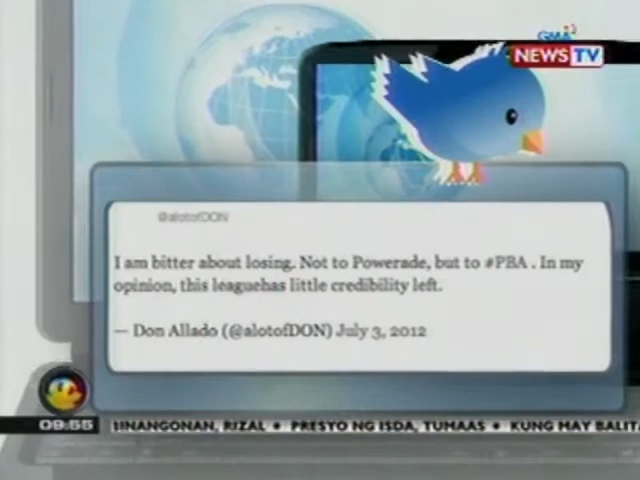 GMA
NEWS TV
@alotofDON
I am bitter about losing. Not to Powerade, but to #PBA . In my
opinion, this leaguehas little credibility left.
— Don Allado (@alotofDON) July 3, 2012
09:55
BINANGONAN, RIZAL • PRESYO NG ISDA, TUMAAS • KUNG MAY BALITA